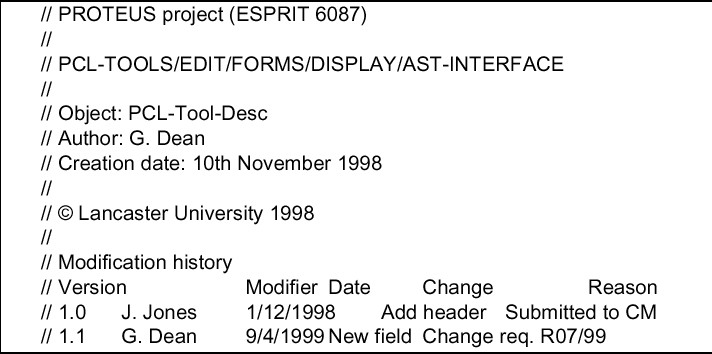 // PROTEUS project (ESPRIT 6087)
//
// PCL-TOOLS/EDIT/FORMS/DISPLAY/AST-INTERFACE
//
// Object: PCL-Tool-Desc
// Author: G. Dean
// Creation date: 10th November 1998
//
// © Lancaster University 1998
//
// Modification history
// Version Modifier Date Change Reason
// 1.0 J. Jones 1/12/1998 Add header Submitted to CM
// 1.1 G. Dean 9/4/1999 New field Change req. R07/99